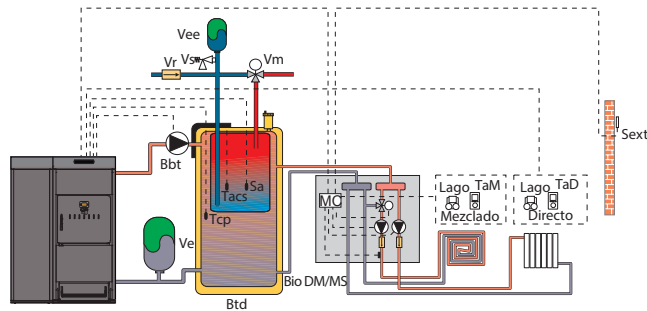 Vee
Vs
Vr
Vm
Sext
Bbt
Sa
Tacs
Tcp
MC
Lago TaM
Mezclado
Lago TaD
Directo
Ve
Bio DM/MS
Btd